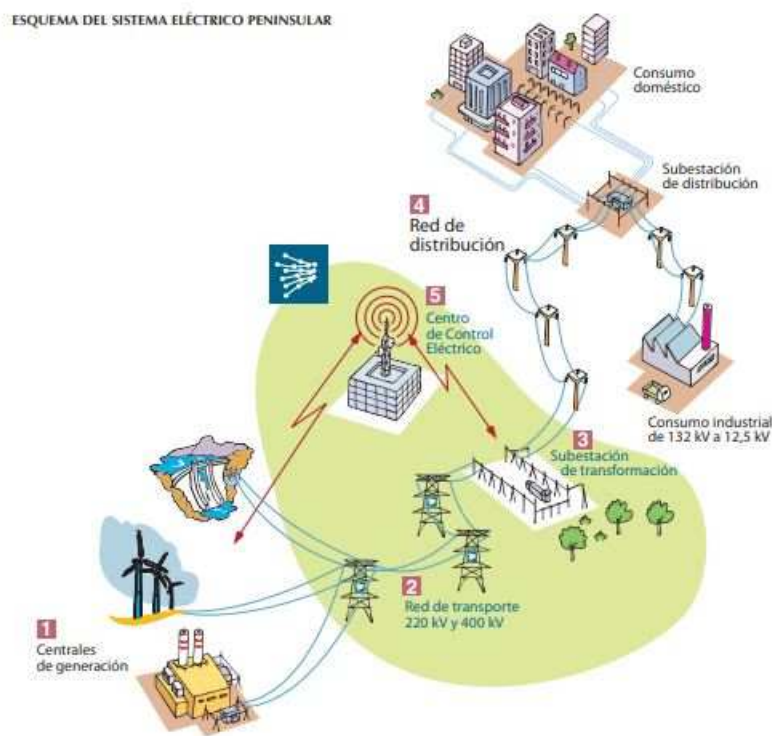 ESQUEMA DEL SISTEMA ELÉCTRICO PENINSULAR
Consumo
doméstico
Subestación
de distribución
4
Red de
distribución
5
Centro
de Control
Eléctrico
Consumo industrial
de 132 kV a 12,5 kV
3
Subestación
de transformación
2
Red de transporte
220 kV y 400 kV
1
Centrales
de generación